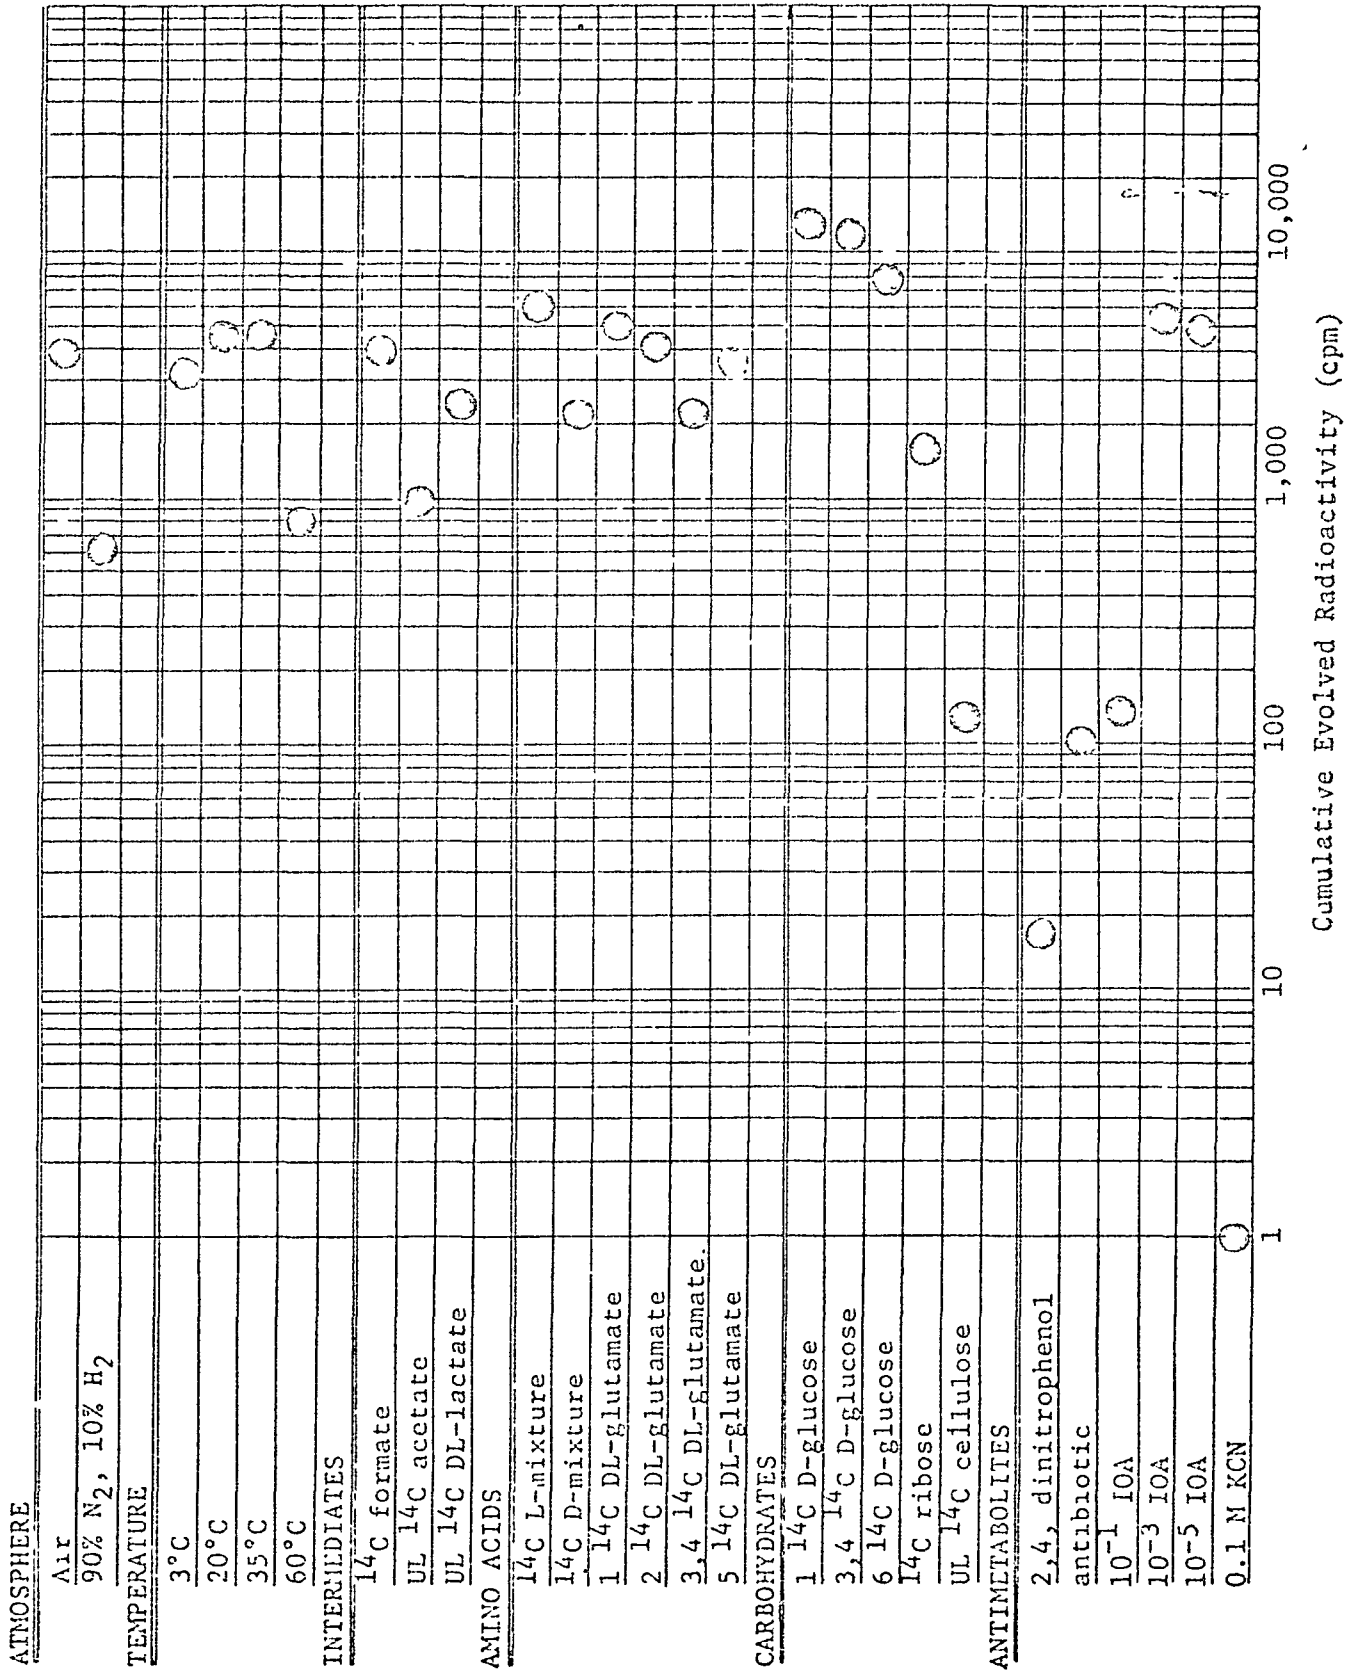 ATMOSPHERE
Air
90% N2, 10% H2
TEMPERATURE
3°C
20°C
35°C
60°C
INTERMEDIATES
14C formate
UL 14C acetate
UL 14C DL-lactate
AMINO ACIDS
14C L-mixture
14C D-mixture
1 14C DL-glutamate
2 14C DL-glutamate
3,4 14C DL-glutamate.
5 14C DL-glutamate
CARBOHYDRATES
1 14C D-glucose
3,4 14C D-glucose
6 14C D-glucose
14C ribose
UL 14C cellulose
ANTIMETABOLITES
2,4, dinitrophenol
antibiotic
10-1 IOA
10-3 IOA
10-5 IOA
0.1 M KCN
1
10
100
1,000
10,000
Cumulative Evolved Radioactivity (cpm)